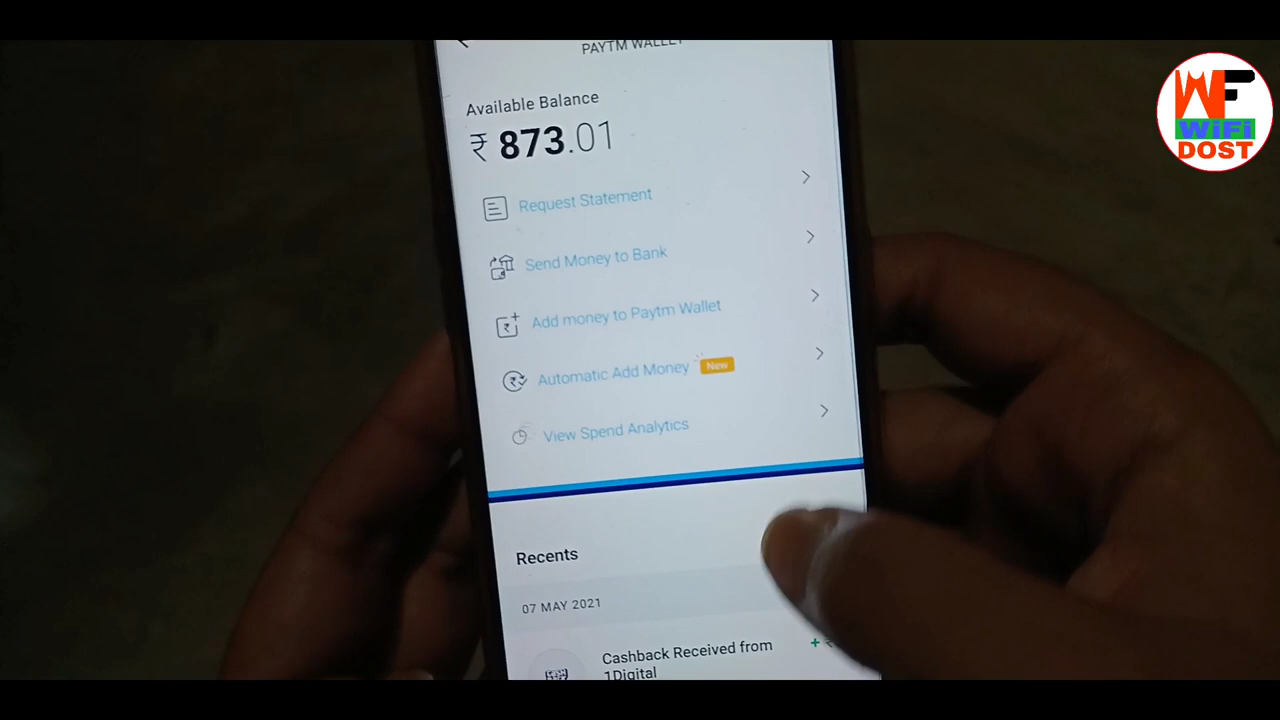 PAYTM WALLET
Available Balance
₹ 873.01
Request Statement
Send Money to Bank
Add money to Paytm Wallet
Automatic Add Money New
View Spend Analytics
Recents
07 MAY 2021
Cashback Received from
1Digital
+ ₹
WF
WiFi
DOST